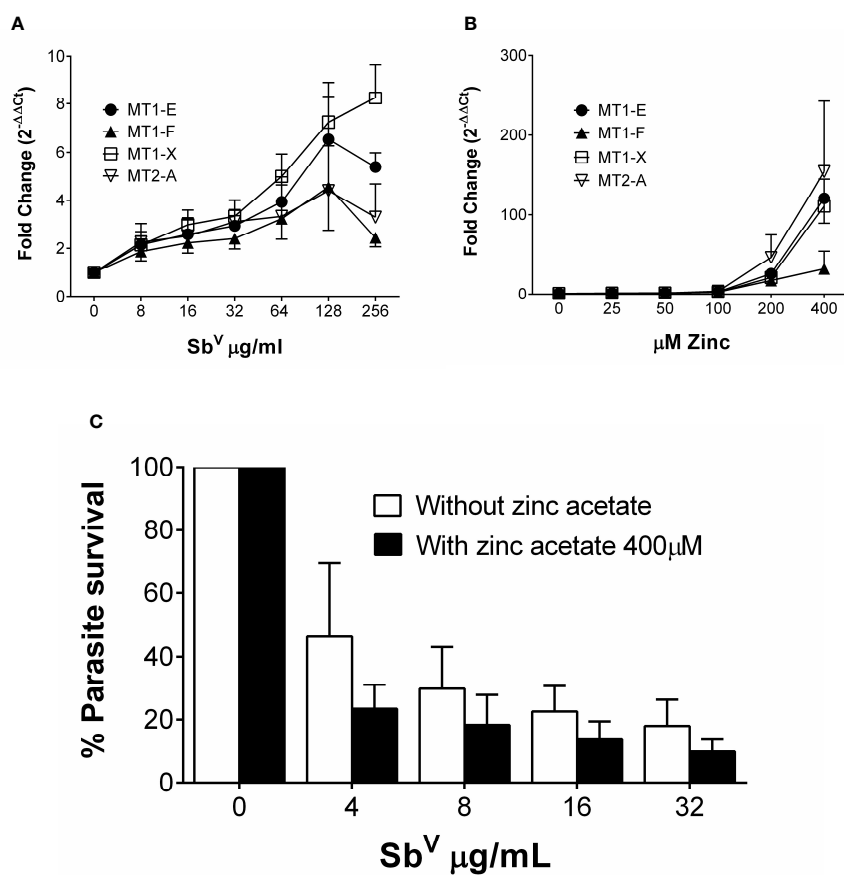 A
Fold Change (2^-ΔΔCt)
10
8
6
4
2
0
MT1-E
MT1-F
MT1-X
MT2-A
0 8 16 32 64 128 256
Sb^V μg/ml
B
Fold Change (2^-ΔΔCt)
300
200
100
0
MT1-E
MT1-F
MT1-X
MT2-A
0 25 50 100 200 400
μM Zinc
C
% Parasite survival
100
80
60
40
20
0
Without zinc acetate
With zinc acetate 400μM
0 4 8 16 32
Sb^V μg/mL